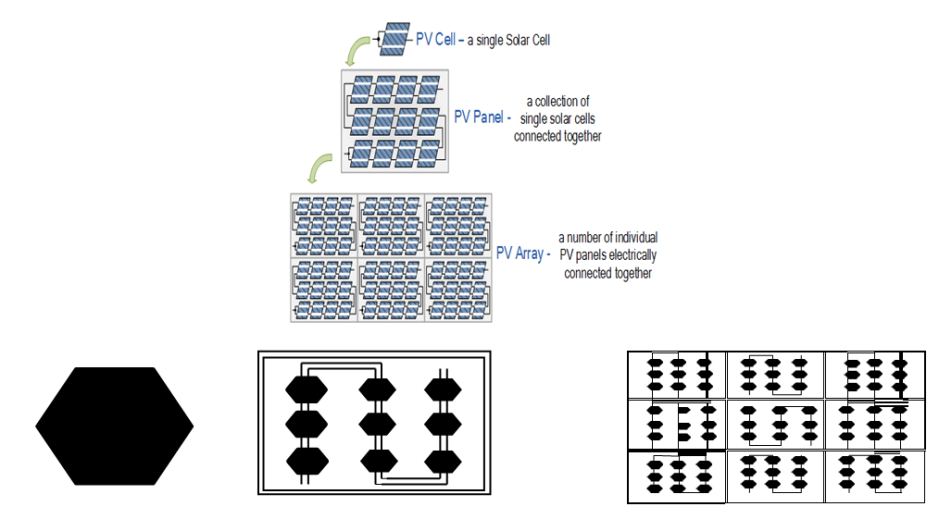 PV Cell – a single Solar Cell
PV Panel - a collection of
single solar cells
connected together
PV Array - a number of individual
PV panels electrically
connected together